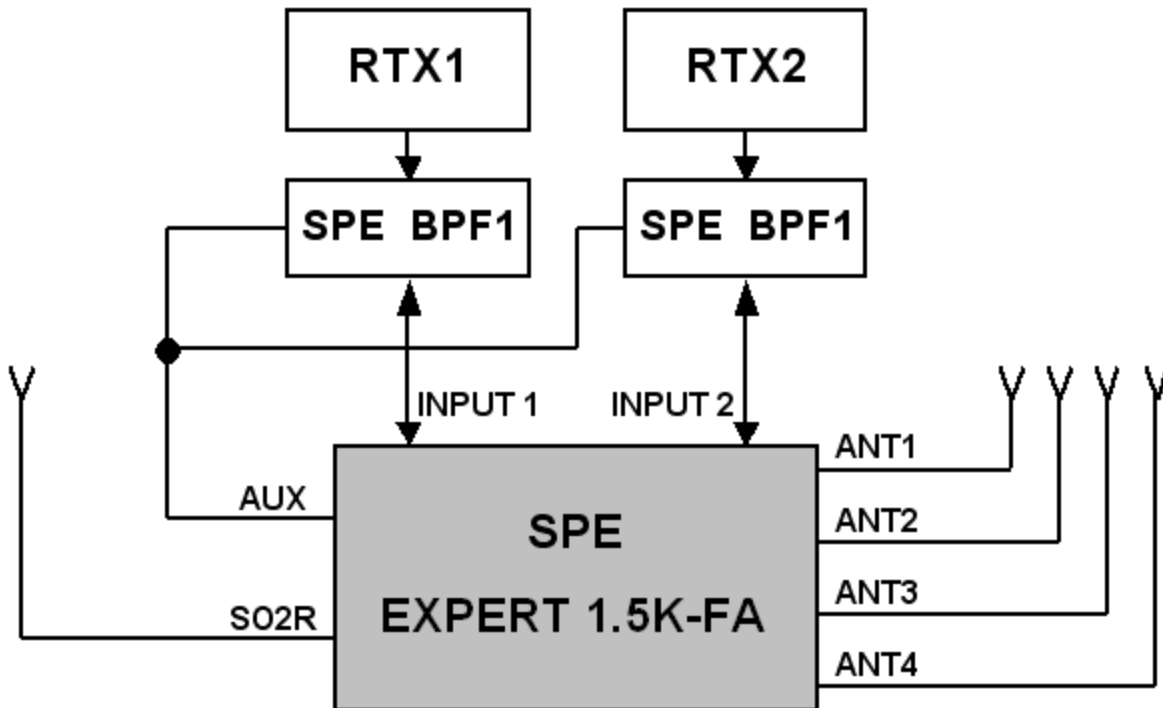 RTX1
RTX2
SPE BPF1
SPE BPF1
INPUT 1
INPUT 2
ANT1
AUX
ANT2
SPE
ANT3
EXPERT 1.5K-FA
SO2R
ANT4